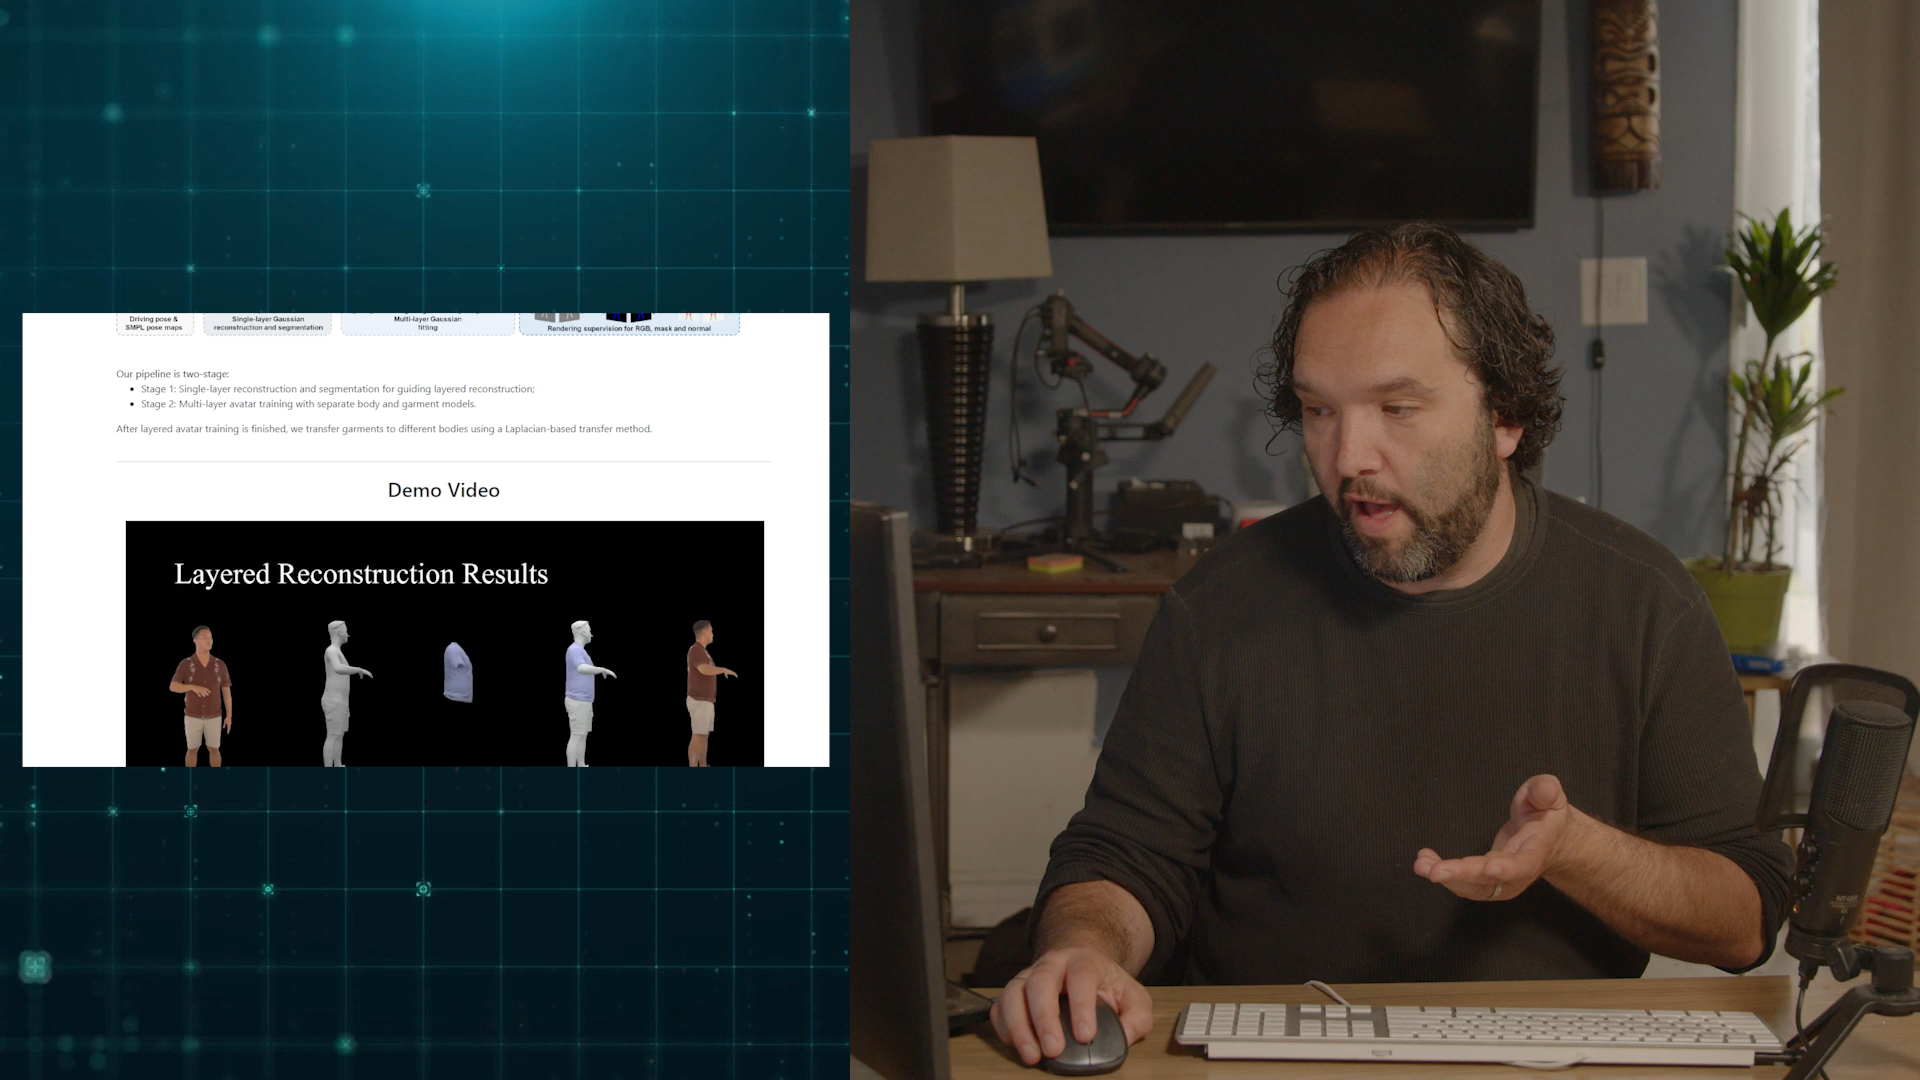 Driving pose &
SMPL pose maps
Single-layer Gaussian
reconstruction and segmentation
Multi-layer Gaussian
fitting
Rendering supervision for RGB, mask and normal
Our pipeline is two-stage:
• Stage 1: Single-layer reconstruction and segmentation for guiding layered reconstruction;
• Stage 2: Multi-layer avatar training with separate body and garment models.
After layered avatar training is finished, we transfer garments to different bodies using a Laplacian-based transfer method.
Demo Video
Layered Reconstruction Results